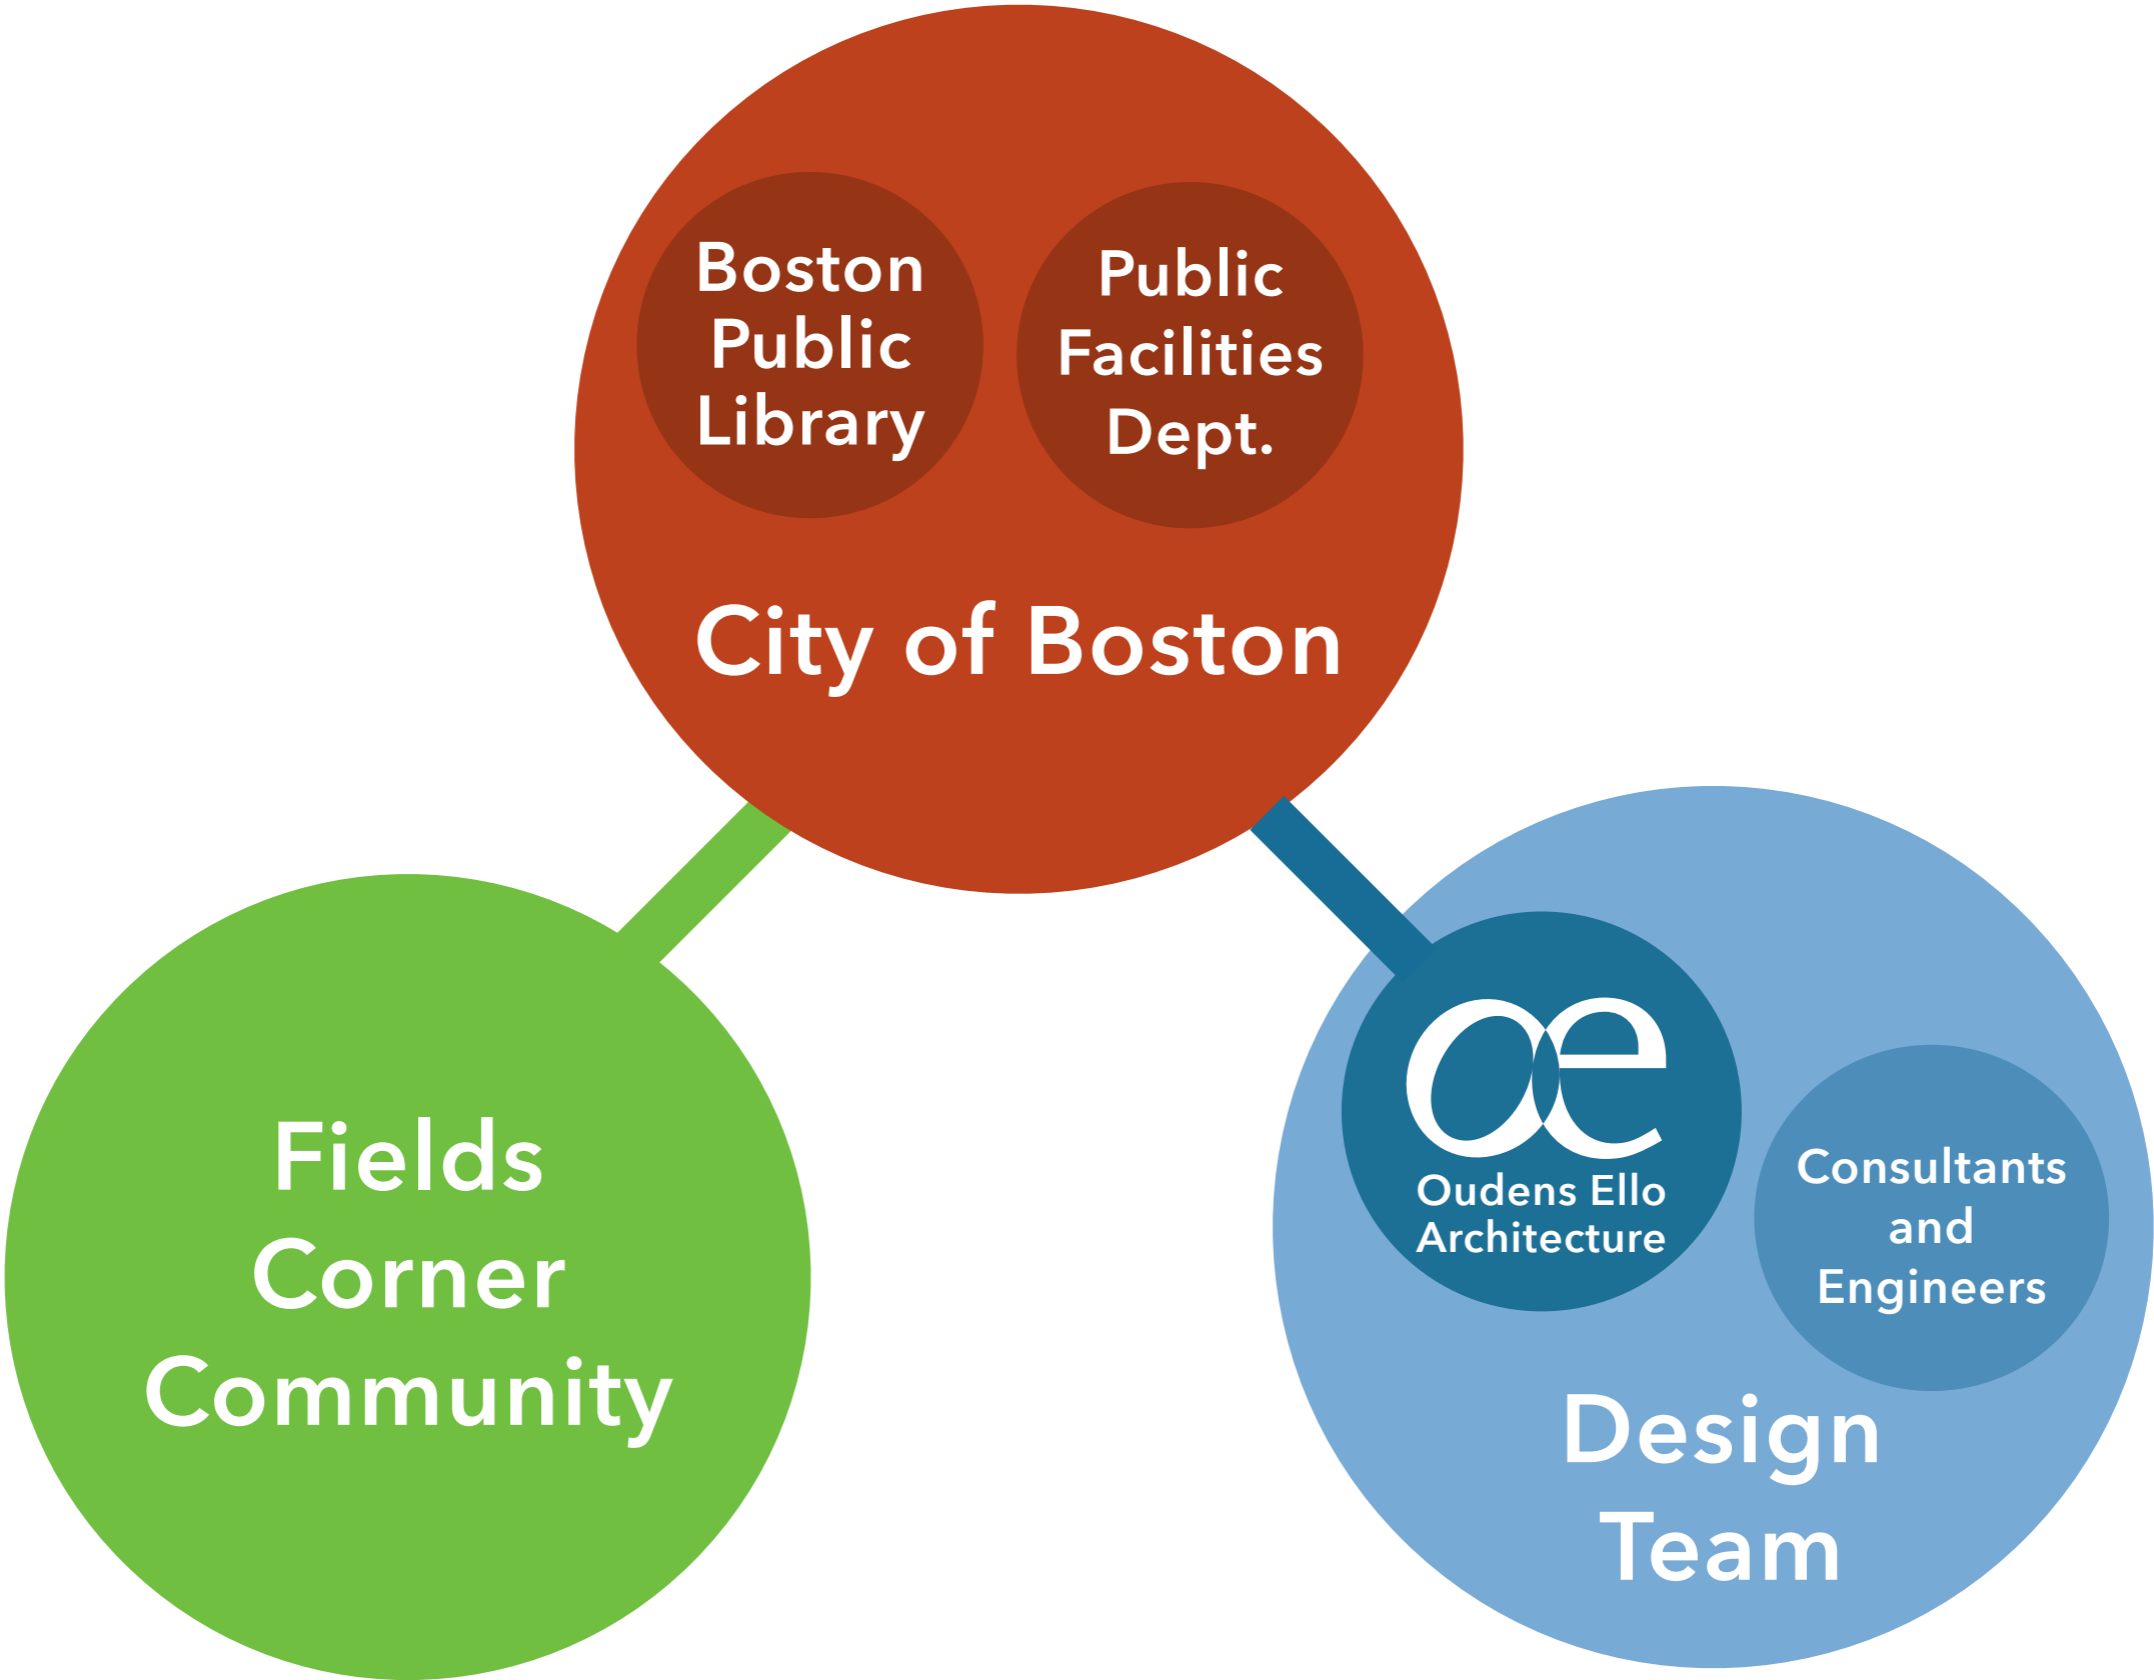 Boston
Public
Library
Public
Facilities
Dept.
City of Boston
Fields
Corner
Community
œ
Oudens Ello
Architecture
Consultants
and
Engineers
Design
Team